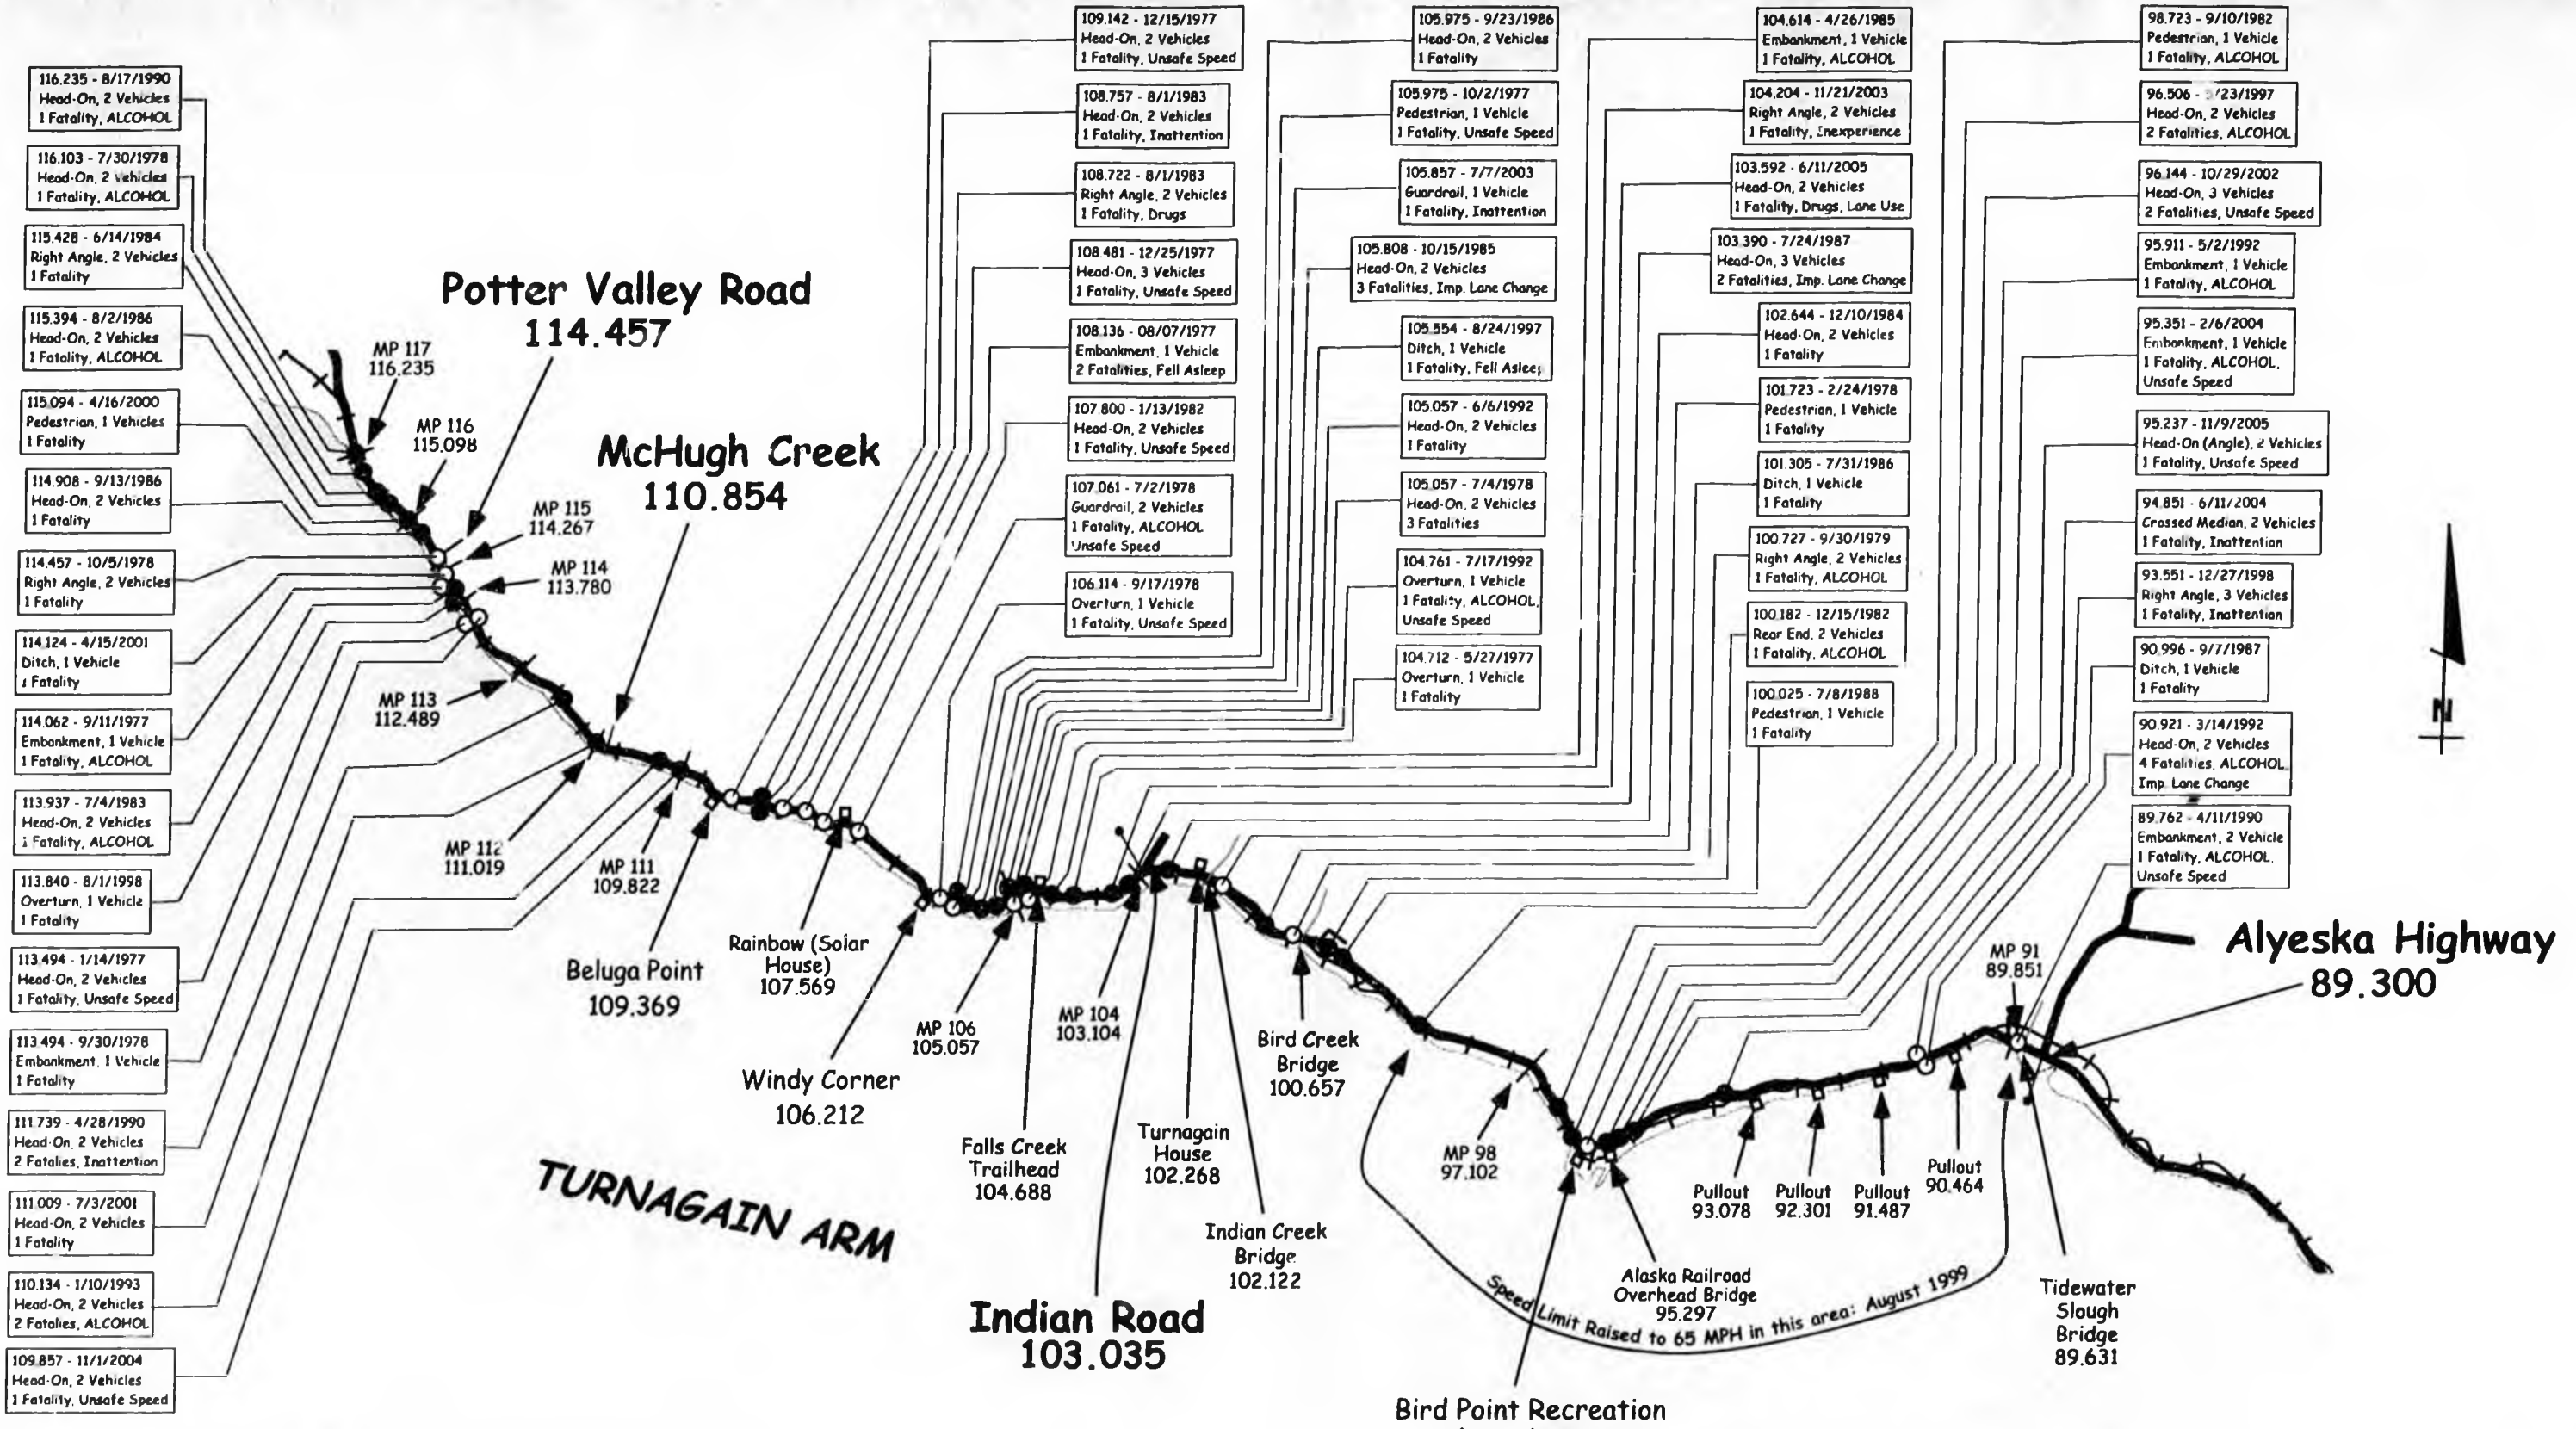 116.235 - 8/17/1990
Head-On, 2 Vehicles
1 Fatality, ALCOHOL
116.103 - 7/30/1978
Head-On, 2 vehicles
1 Fatality, ALCOHOL
115.428 - 6/14/1984
Right Angle, 2 Vehicles
1 Fatality
115.394 - 8/2/1986
Head-On, 2 Vehicles
1 Fatality, ALCOHOL
115.094 - 4/16/2000
Pedestrian, 1 Vehicles
1 Fatality
114.908 - 9/13/1986
Head-On, 2 Vehicles
1 Fatality
114.457 - 10/5/1978
Right Angle, 2 Vehicles
1 Fatality
114.124 - 4/15/2001
Ditch, 1 Vehicle
1 Fatality
114.062 - 9/11/1977
Embankment, 1 Vehicle
1 Fatality, ALCOHOL
113.937 - 7/4/1983
Head-On, 2 Vehicles
1 Fatality, ALCOHOL
113.840 - 8/1/1998
Overturn, 1 Vehicle
1 Fatality
113.494 - 1/14/1977
Head-On, 2 Vehicles
1 Fatality, Unsafe Speed
113.494 - 9/30/1978
Embankment, 1 Vehicle
1 Fatality
111.739 - 4/28/1990
Head-On, 2 Vehicles
2 Fatalies, Inattention
111.009 - 7/3/2001
Head-On, 2 Vehicles
1 Fatality
110.134 - 1/10/1993
Head-On, 2 Vehicles
2 Fatalies, ALCOHOL
109.857 - 11/1/2004
Head-On, 2 Vehicles
1 Fatality, Unsafe Speed
109.142 - 12/15/1977
Head-On, 2 Vehicles
1 Fatality, Unsafe Speed
108.757 - 8/1/1983
Head-On, 2 Vehicles
1 Fatality, Inattention
108.722 - 8/1/1983
Right Angle, 2 Vehicles
1 Fatality, Drugs
108.481 - 12/25/1977
Head-On, 3 Vehicles
1 Fatality, Unsafe Speed
108.136 - 08/07/1977
Embankment, 1 Vehicle
2 Fatalities, Fell Asleep
107.800 - 1/13/1982
Head-On, 2 Vehicles
1 Fatality, Unsafe Speed
107.061 - 7/2/1978
Guardrail, 2 Vehicles
1 Fatality, ALCOHOL
Unsafe Speed
106.114 - 9/17/1978
Overturn, 1 Vehicle
1 Fatality, Unsafe Speed
105.975 - 9/23/1986
Head-On, 2 Vehicles
1 Fatality
105.975 - 10/2/1977
Pedestrian, 1 Vehicle
1 Fatality, Unsafe Speed
105.857 - 7/7/2003
Guardrail, 1 Vehicle
1 Fatality, Inattention
105.808 - 10/15/1985
Head-On, 2 Vehicles
3 Fatalities, Imp. Lane Change
105.554 - 8/24/1997
Ditch, 1 Vehicle
1 Fatality, Fell Asleep
105.057 - 6/6/1992
Head-On, 2 Vehicles
1 Fatality
105.057 - 7/4/1978
Head-On, 2 Vehicles
3 Fatalities
104.761 - 7/17/1992
Overturn, 1 Vehicle
1 Fatality, ALCOHOL,
Unsafe Speed
104.712 - 5/27/1977
Overturn, 1 Vehicle
1 Fatality
104.614 - 4/26/1985
Embankment, 1 Vehicle
1 Fatality, ALCOHOL
104.204 - 11/21/2003
Right Angle, 2 Vehicles
1 Fatality, Inexperience
103.592 - 6/11/2005
Head-On, 2 Vehicles
1 Fatality, Drugs, Lane Use
103.390 - 7/24/1987
Head-On, 3 Vehicles
2 Fatalities, Imp. Lane Change
102.644 - 12/10/1984
Head-On, 2 Vehicles
1 Fatality
101.723 - 2/24/1978
Pedestrian, 1 Vehicle
1 Fatality
101.305 - 7/31/1986
Ditch, 1 Vehicle
1 Fatality
100.727 - 9/30/1979
Right Angle, 2 Vehicles
1 Fatality, ALCOHOL
100.182 - 12/15/1982
Rear End, 2 Vehicles
1 Fatality, ALCOHOL
100.025 - 7/8/1988
Pedestrian, 1 Vehicle
1 Fatality
98.723 - 9/10/1982
Pedestrian, 1 Vehicle
1 Fatality, ALCOHOL
96.506 - /23/1997
Head-On, 2 Vehicles
2 Fatalities, ALCOHOL
96.144 - 10/29/2002
Head-On, 3 Vehicles
2 Fatalities, Unsafe Speed
95.911 - 5/2/1992
Embankment, 1 Vehicle
1 Fatality, ALCOHOL
95.351 - 2/6/2004
Embankment, 1 Vehicle
1 Fatality, ALCOHOL,
Unsafe Speed
95.237 - 11/9/2005
Head-On (Angle), 2 Vehicles
1 Fatality, Unsafe Speed
94.851 - 6/11/2004
Crossed Median, 2 Vehicles
1 Fatality, Inattention
93.551 - 12/27/1998
Right Angle, 3 Vehicles
1 Fatality, Inattention
90.996 - 9/7/1987
Ditch, 1 Vehicle
1 Fatality
90.921 - 3/14/1992
Head-On, 2 Vehicles
4 Fatalities, ALCOHOL
Imp. Lane Change
89.762 - 4/11/1990
Embankment, 2 Vehicle
1 Fatality, ALCOHOL,
Unsafe Speed
Potter Valley Road
114.457
McHugh Creek
110.854
MP 117
116.235
MP 116
115.098
MP 115
114.267
MP 114
113.780
MP 113
112.489
MP 112
111.019
MP 111
109.822
Beluga Point
109.369
Rainbow (Solar
House)
107.569
Windy Corner
106.212
MP 106
105.057
Falls Creek
Trailhead
104.688
MP 104
103.104
Indian Road
103.035
Turnagain
House
102.268
Indian Creek
Bridge
102.122
Bird Creek
Bridge
100.657
MP 98
97.102
Bird Point Recreation
Alaska Railroad
Overhead Bridge
95.297
Speed Limit Raised to 65 MPH in this area: August 1999
Pullout
93.078
Pullout
92.301
Pullout
91.487
Pullout
90.464
MP 91
89.851
Tidewater
Slough
Bridge
89.631
Alyeska Highway
89.300
TURNAGAIN ARM
N